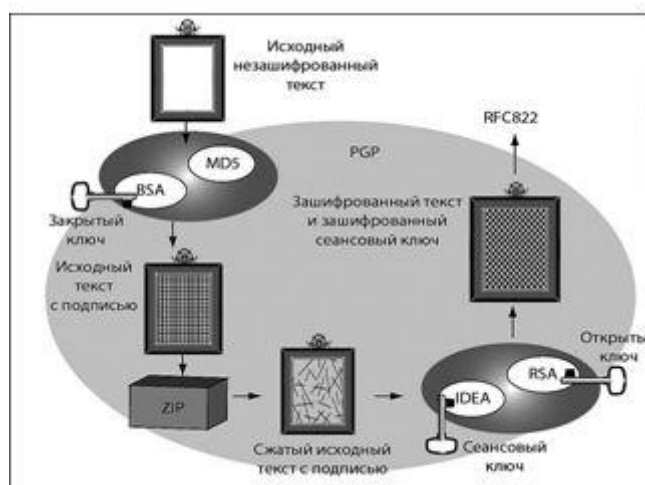 Исходный
незашифрованный
текст
RFC822
PGP
MD5
BSA
Закрытый
ключ
Зашифрованный текст
и зашифрованный
сеансовый ключ
Исходный
текст
с подписью
Открыты
ключ
RSA
IDEA
ZIP
Сжатый исходный
текст с подписью
Сеансовый
ключ